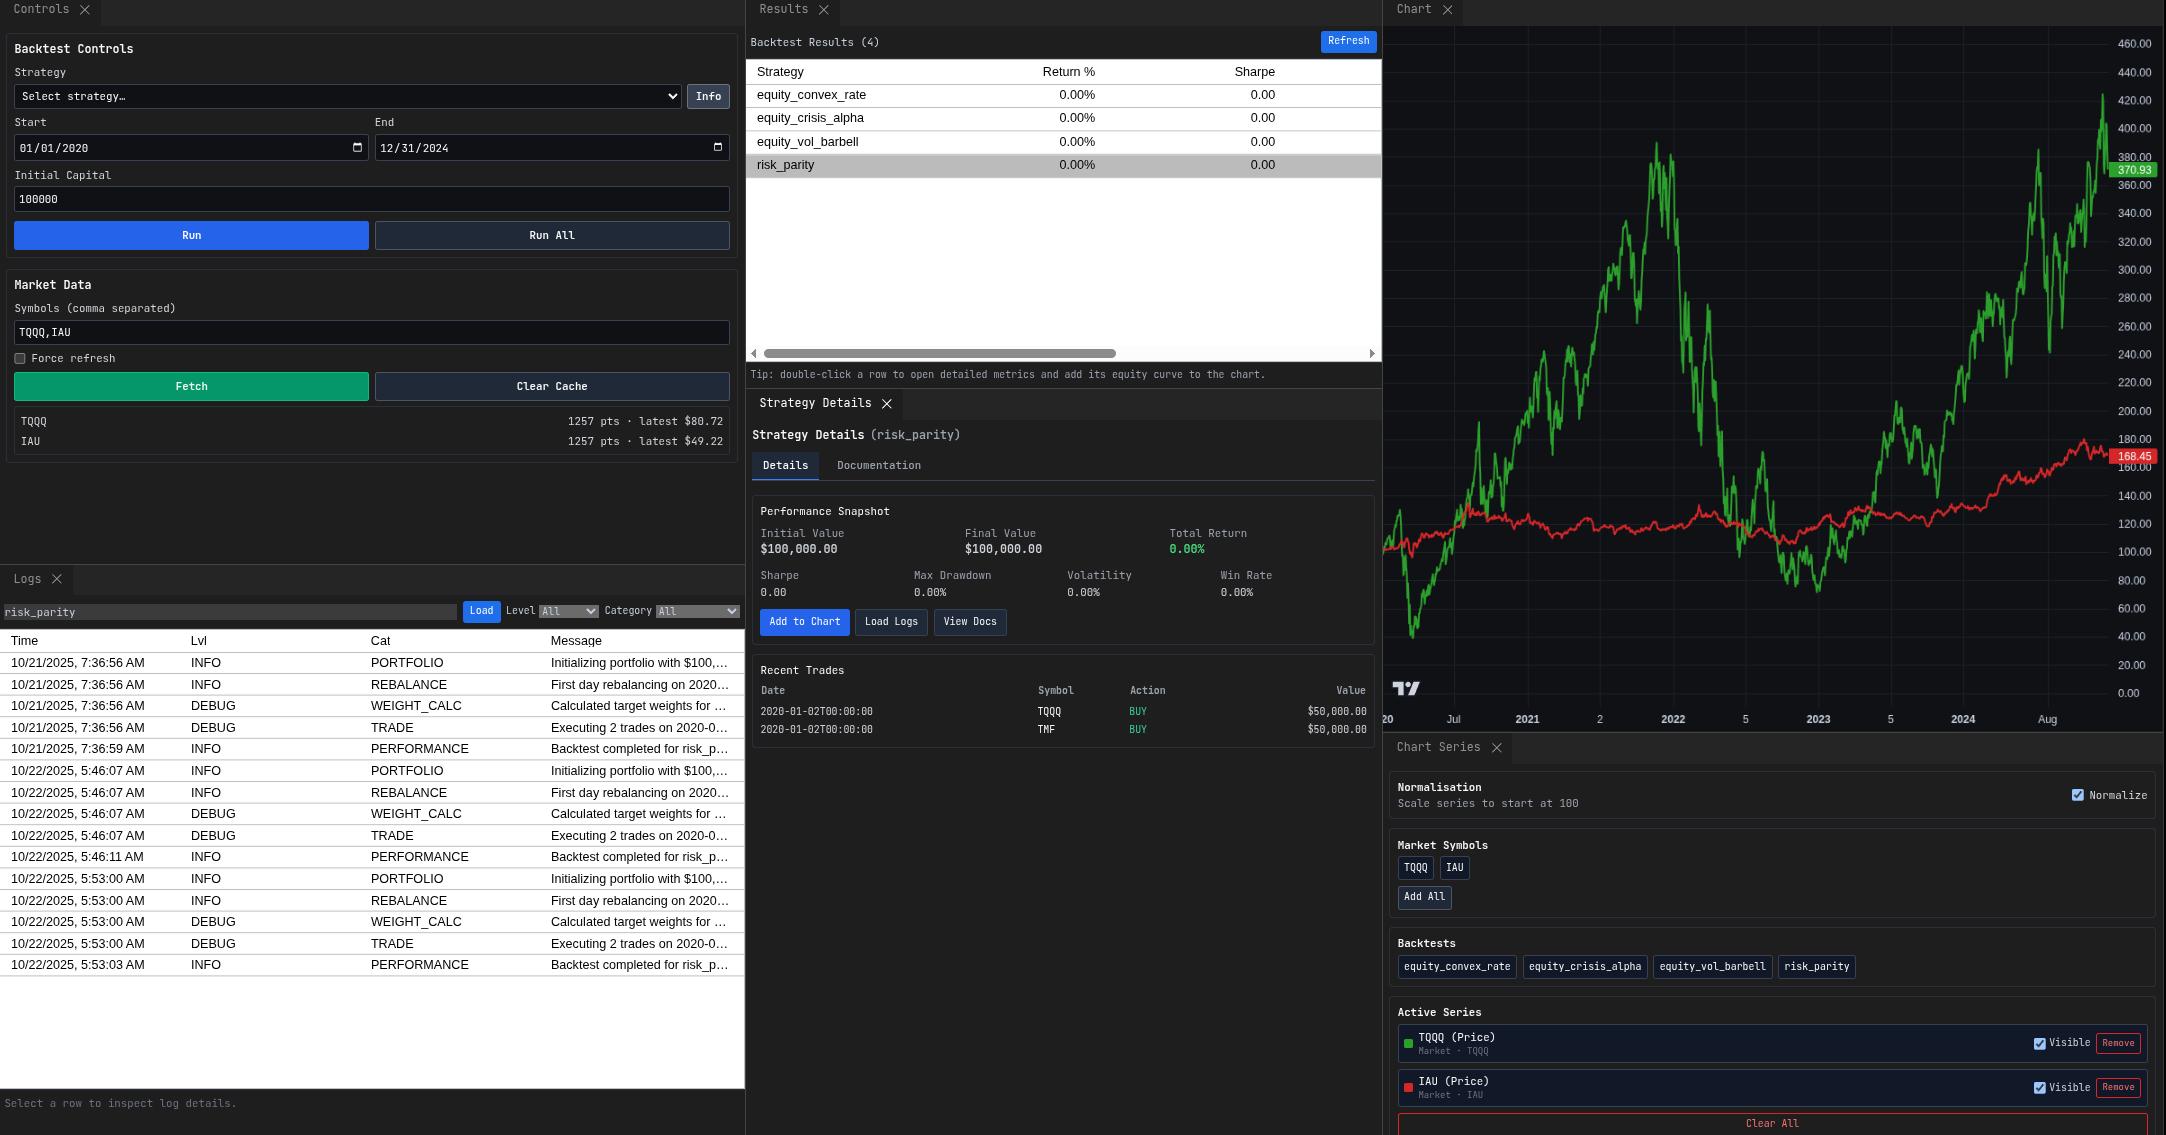 Controls
Backtest Controls
Strategy
Select strategy…
Info
Start
End
01/01/2020
12/31/2024
Initial Capital
100000
Run
Run All
Market Data
Symbols (comma separated)
TQQQ,IAU
Force refresh
Fetch
Clear Cache
TQQQ 1257 pts · latest $80.72
IAU 1257 pts · latest $49.22
Logs
risk_parity
Load
Level All
Category All
Time Lvl Cat Message
10/21/2025, 7:36:56 AM INFO PORTFOLIO Initializing portfolio with $100,…
10/21/2025, 7:36:56 AM INFO REBALANCE First day rebalancing on 2020…
10/21/2025, 7:36:56 AM DEBUG WEIGHT_CALC Calculated target weights for …
10/21/2025, 7:36:56 AM DEBUG TRADE Executing 2 trades on 2020-0…
10/21/2025, 7:36:59 AM INFO PERFORMANCE Backtest completed for risk_p…
10/22/2025, 5:46:07 AM INFO PORTFOLIO Initializing portfolio with $100,…
10/22/2025, 5:46:07 AM INFO REBALANCE First day rebalancing on 2020…
10/22/2025, 5:46:07 AM DEBUG WEIGHT_CALC Calculated target weights for …
10/22/2025, 5:46:07 AM DEBUG TRADE Executing 2 trades on 2020-0…
10/22/2025, 5:46:11 AM INFO PERFORMANCE Backtest completed for risk_p…
10/22/2025, 5:53:00 AM INFO PORTFOLIO Initializing portfolio with $100,…
10/22/2025, 5:53:00 AM INFO REBALANCE First day rebalancing on 2020…
10/22/2025, 5:53:00 AM DEBUG WEIGHT_CALC Calculated target weights for …
10/22/2025, 5:53:00 AM DEBUG TRADE Executing 2 trades on 2020-0…
10/22/2025, 5:53:03 AM INFO PERFORMANCE Backtest completed for risk_p…
Select a row to inspect log details.
Results
Backtest Results (4)
Refresh
Strategy Return % Sharpe
equity_convex_rate 0.00% 0.00
equity_crisis_alpha 0.00% 0.00
equity_vol_barbell 0.00% 0.00
risk_parity 0.00% 0.00
Tip: double-click a row to open detailed metrics and add its equity curve to the chart.
Strategy Details
Strategy Details (risk_parity)
Details
Documentation
Performance Snapshot
Initial Value Final Value Total Return
$100,000.00 $100,000.00 0.00%
Sharpe Max Drawdown Volatility Win Rate
0.00 0.00% 0.00% 0.00%
Add to Chart
Load Logs
View Docs
Recent Trades
Date Symbol Action Value
2020-01-02T00:00:00 TQQQ BUY $50,000.00
2020-01-02T00:00:00 TMF BUY $50,000.00
Chart
460.00
440.00
420.00
400.00
380.00
370.93
360.00
340.00
320.00
300.00
280.00
260.00
240.00
220.00
200.00
180.00
168.45
160.00
140.00
120.00
100.00
80.00
60.00
40.00
20.00
0.00
20 Jul 2021 2 2022 5 2023 5 2024 Aug
Chart Series
Normalisation
Scale series to start at 100
Normalize
Market Symbols
TQQQ
IAU
Add All
Backtests
equity_convex_rate
equity_crisis_alpha
equity_vol_barbell
risk_parity
Active Series
TQQQ (Price)
Market · TQQQ
Visible
Remove
IAU (Price)
Market · IAU
Visible
Remove
Clear All